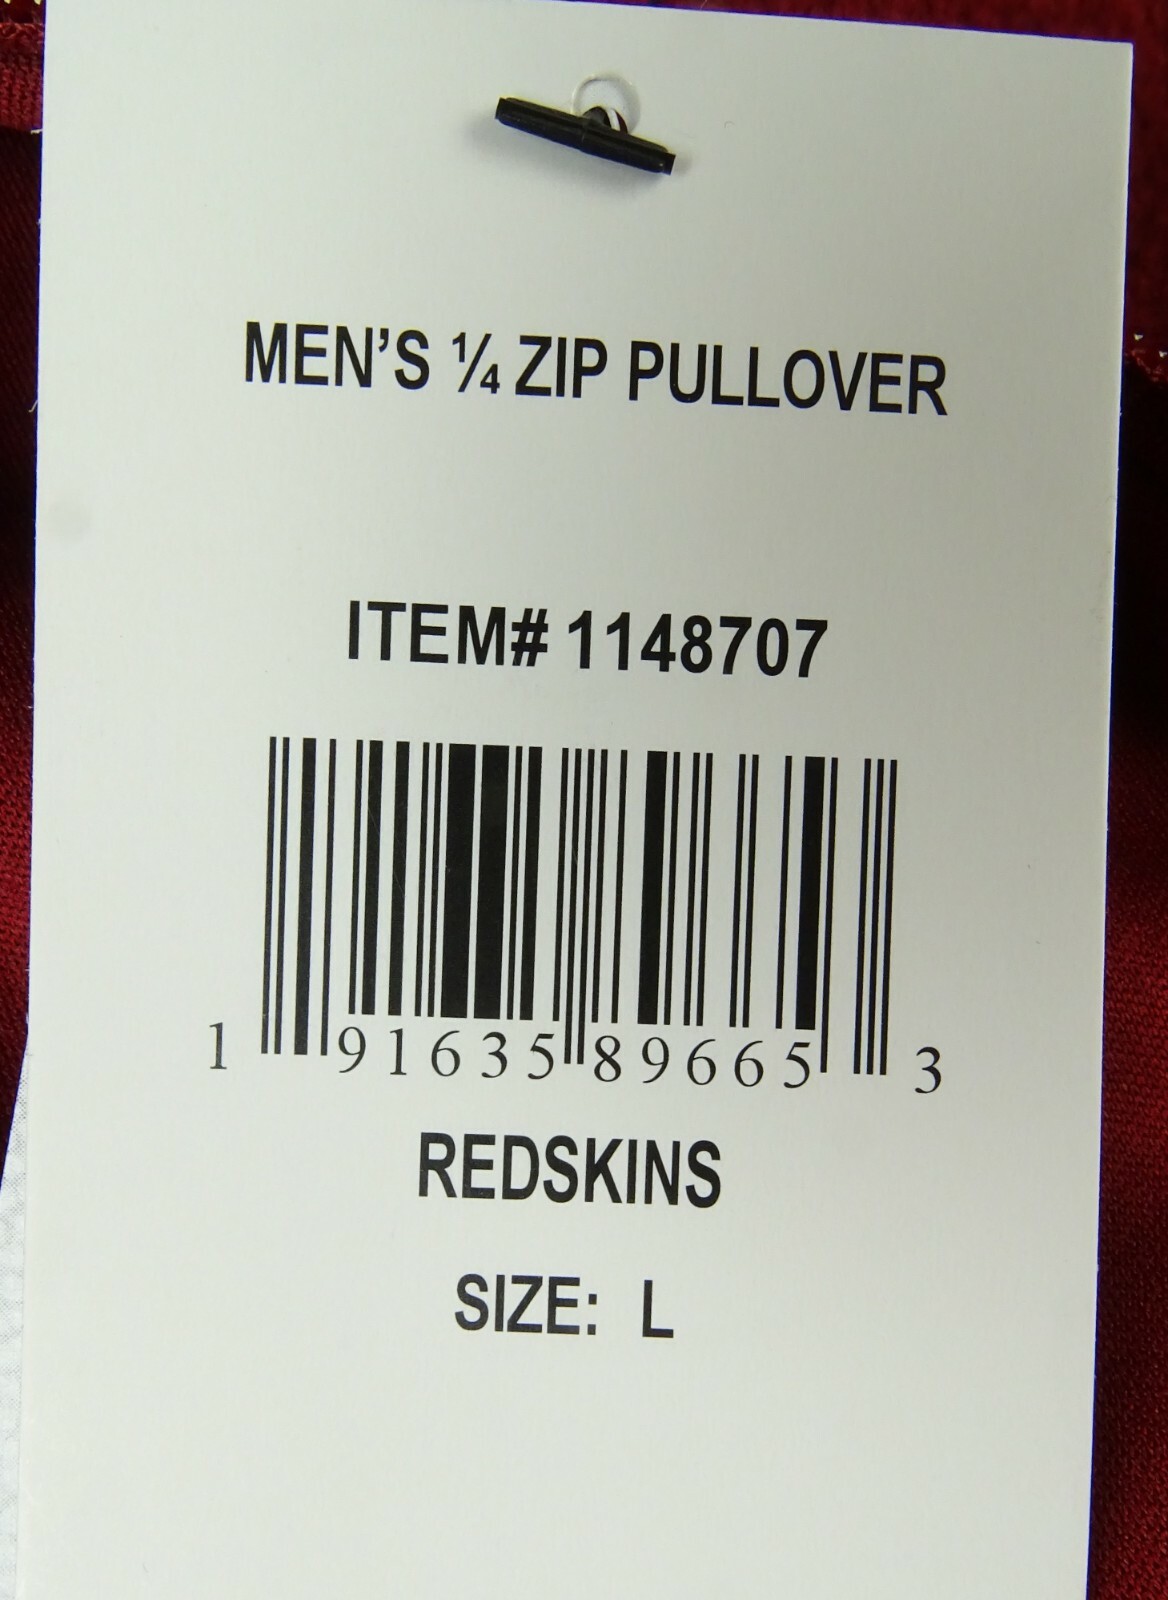 MEN'S ¼ ZIP PULLOVER
ITEM# 1148707
1 91635 89665 3
REDSKINS
SIZE: L